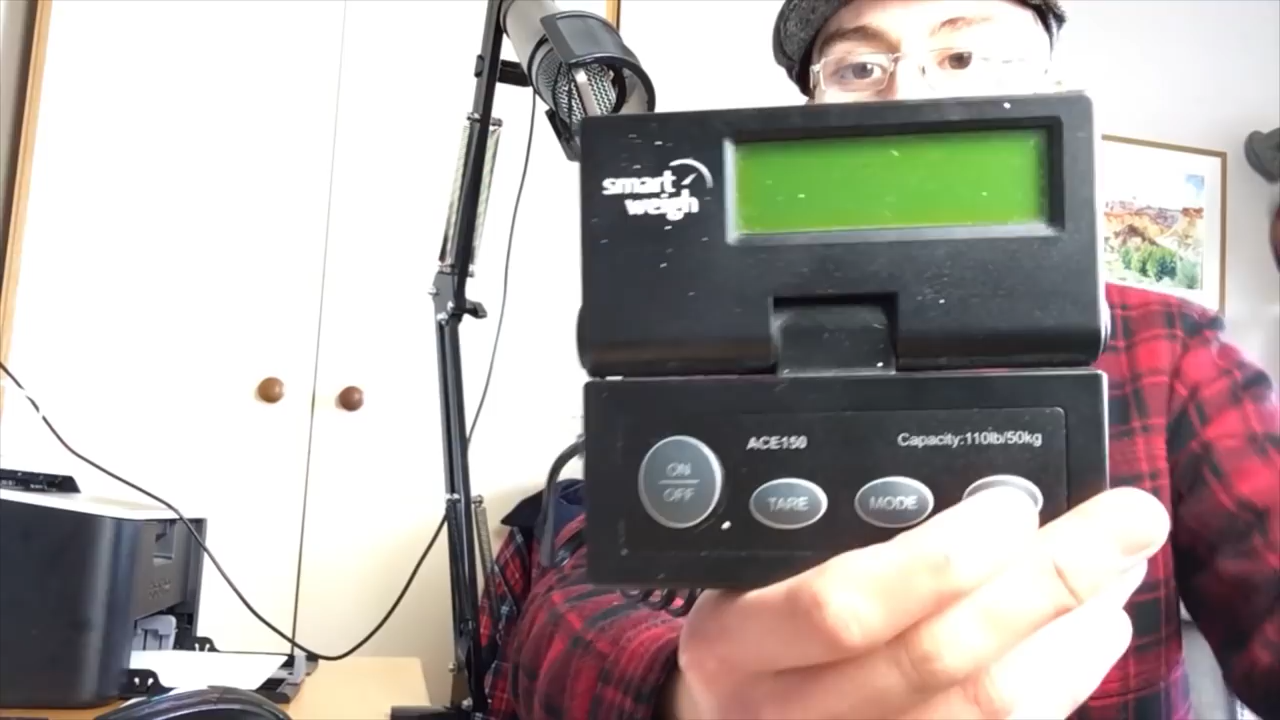 smart
weigh
ACE150
Capacity:110lb/50kg
ON
OFF
TARE
MODE